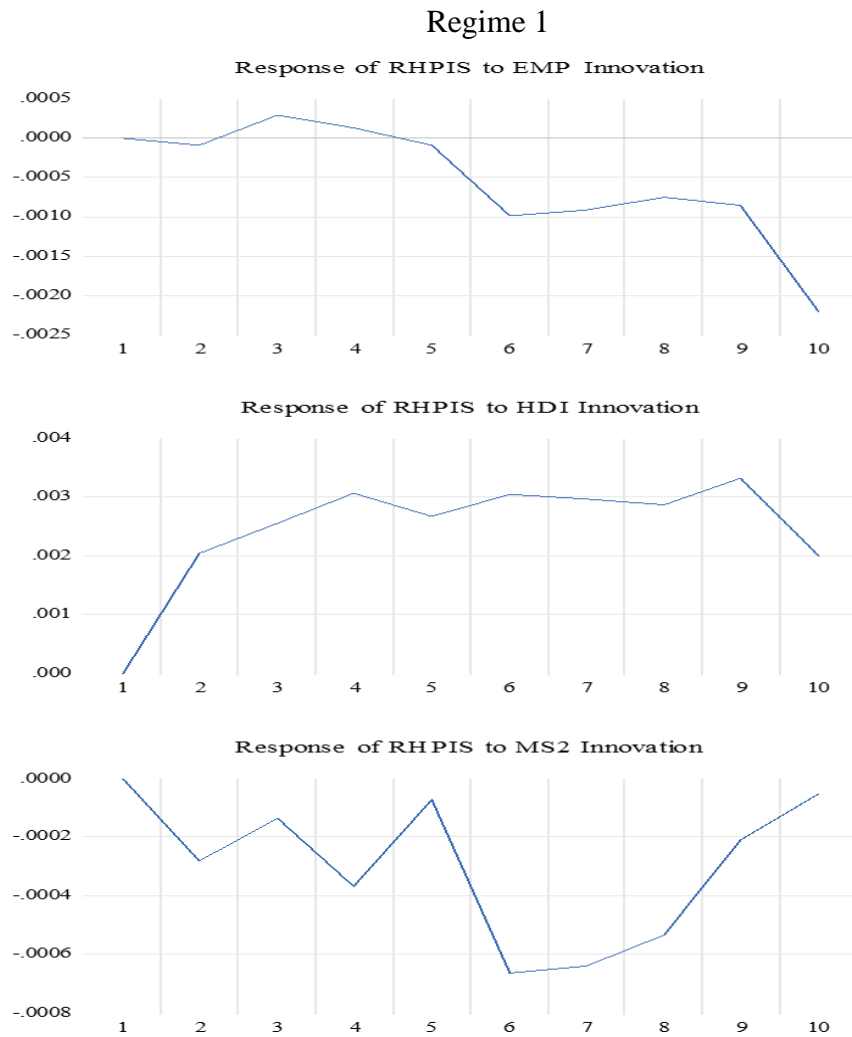 Regime 1
Response of RHPIS to EMP Innovation
.0005
.0000
-.0005
-.0010
-.0015
-.0020
-.0025
1 2 3 4 5 6 7 8 9 10
Response of RHPIS to HDI Innovation
.004
.003
.002
.001
.000
1 2 3 4 5 6 7 8 9 10
Response of RHPIS to MS2 Innovation
.0000
-.0002
-.0004
-.0006
-.0008
1 2 3 4 5 6 7 8 9 10